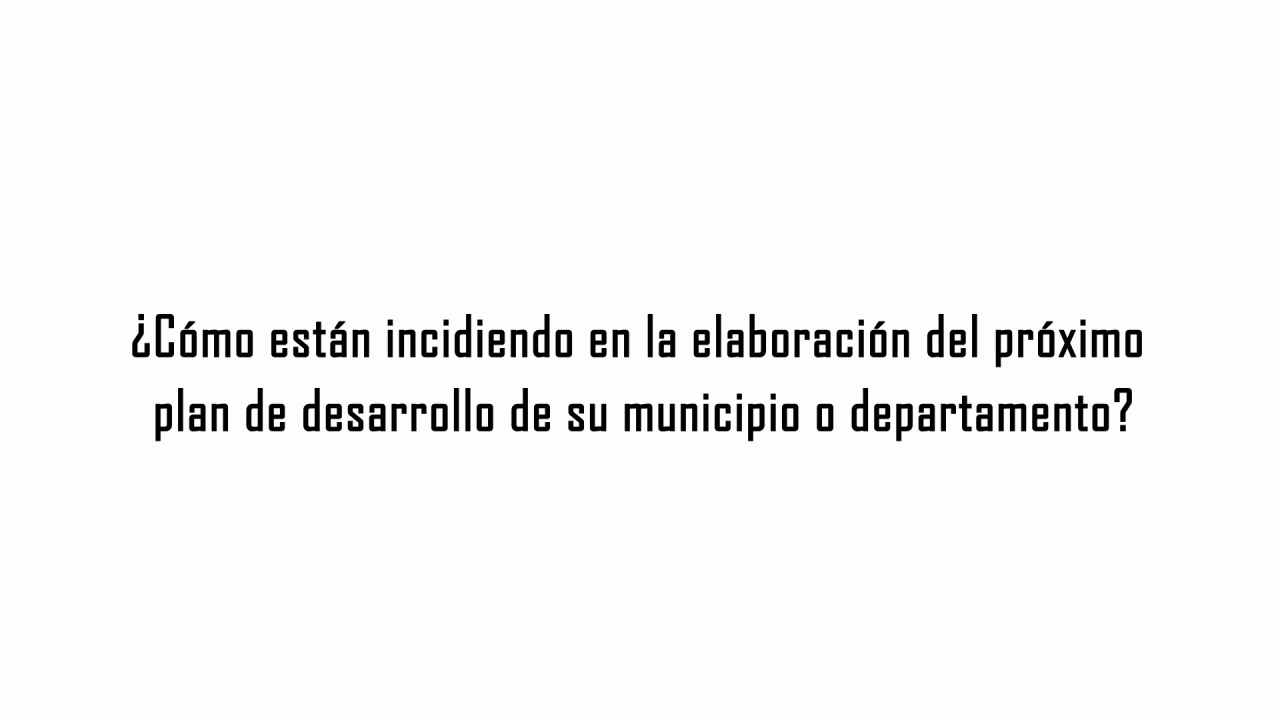 ¿Cómo están incidiendo en la elaboración del próximo
plan de desarrollo de su municipio o departamento?